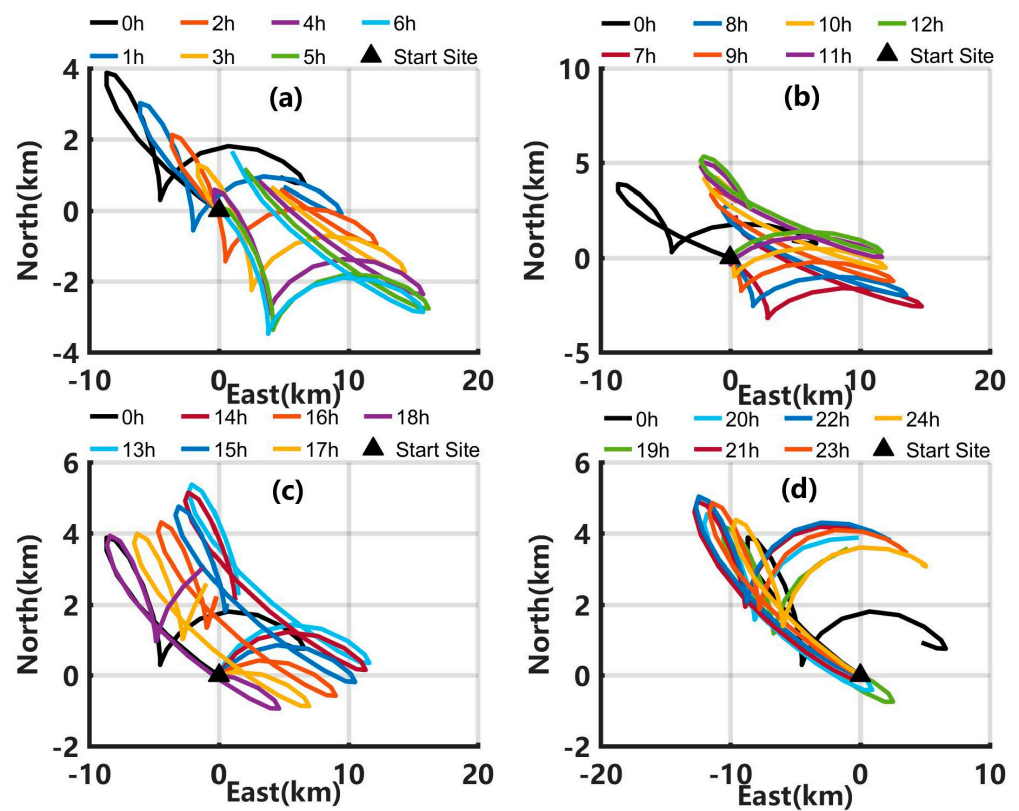 0h 2h 4h 6h
1h 3h 5h Start Site
(a)
4
2
0
-2
-4
North(km)
-10 0 10 20
East(km)
0h 8h 10h 12h
7h 9h 11h Start Site
(b)
10
5
0
-5
North(km)
-10 0 10 20
East(km)
0h 14h 16h 18h
13h 15h 17h Start Site
(c)
6
4
2
0
-2
North(km)
-10 0 10 20
East(km)
0h 20h 22h 24h
19h 21h 23h Start Site
(d)
6
4
2
0
-2
North(km)
-20 -10 0 10
East(km)